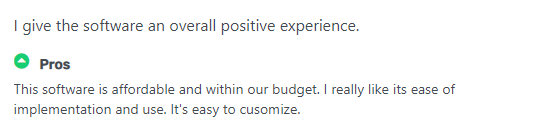 I give the software an overall positive experience.
Pros
This software is affordable and within our budget. I really like its ease of
implementation and use. It's easy to cusomize.